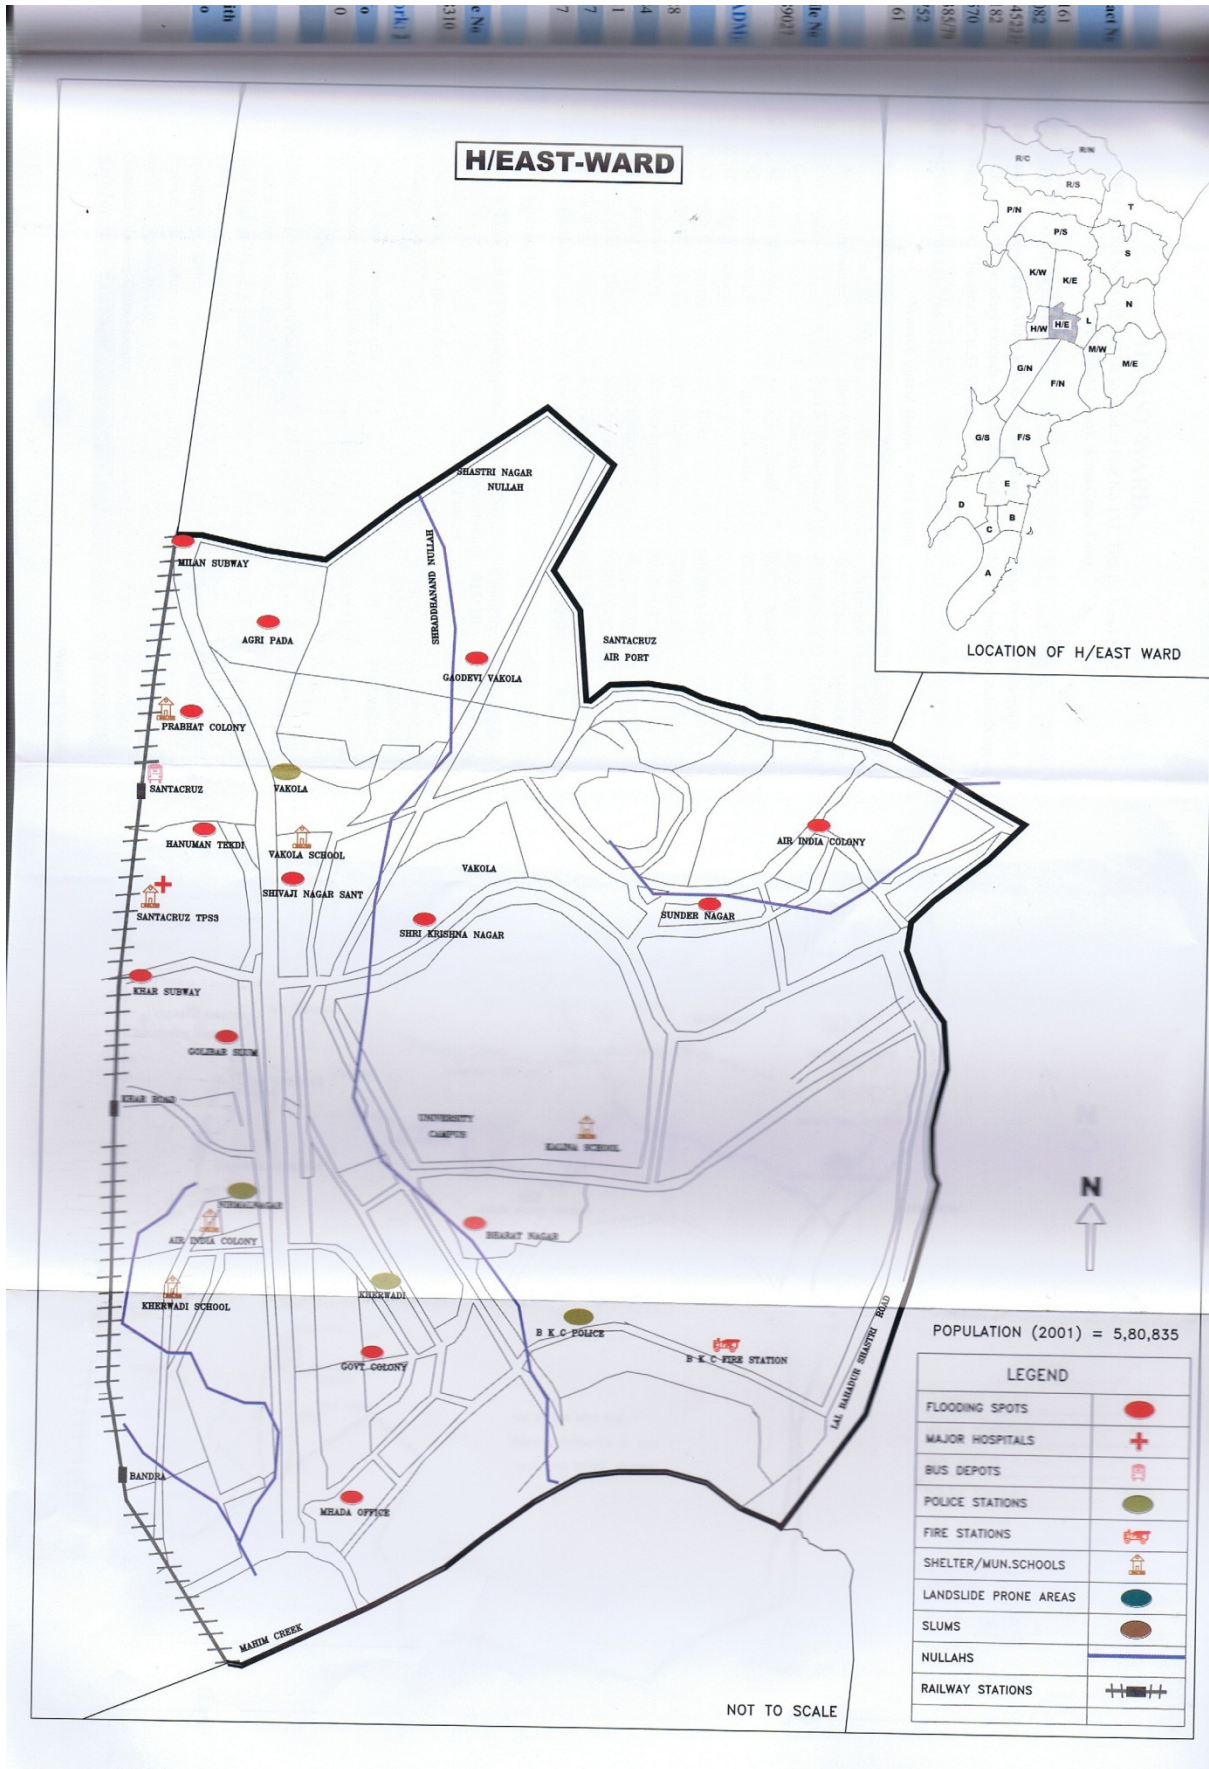 H/EAST-WARD
R/C
R/N
R/S
P/N
T
P/S
S
K/W
K/E
N
H/W
H/E
L
M/W
M/E
G/N
F/N
G/S
F/S
E
D
B
C
A
LOCATION OF H/EAST WARD
SHASTRI NAGAR
NULLAH
SHRADDHANAND NULLAH
MILAN SUBWAY
AGRI PADA
SANTACRUZ
AIR PORT
GAODEVI VAKOLA
PRABHAT COLONY
SANTACRUZ
VAKOLA
HANUMAN TEKDI
VAKOLA SCHOOL
AIR INDIA COLONY
VAKOLA
SHIVAJI NAGAR SANT
SANTACRUZ TPS3
SUNDER NAGAR
SHRI KRISHNA NAGAR
KHAR SUBWAY
GOLIBAR SLUM
KHAR ROAD
UNIVERSITY
CAMPUS
KALINA SCHOOL
N
NIRMALNAGAR
AIR INDIA COLONY
BHARAT NAGAR
KHERWADI
KHERWADI SCHOOL
B K C POLICE
B K C FIRE STATION
LAL BAHADUR SHASTRI ROAD
GOVT COLONY
BANDRA
MHADA OFFICE
MAHIM CREEK
POPULATION (2001) = 5,80,835
LEGEND
FLOODING SPOTS
MAJOR HOSPITALS
BUS DEPOTS
POLICE STATIONS
FIRE STATIONS
SHELTER/MUN.SCHOOLS
LANDSLIDE PRONE AREAS
SLUMS
NULLAHS
RAILWAY STATIONS
NOT TO SCALE